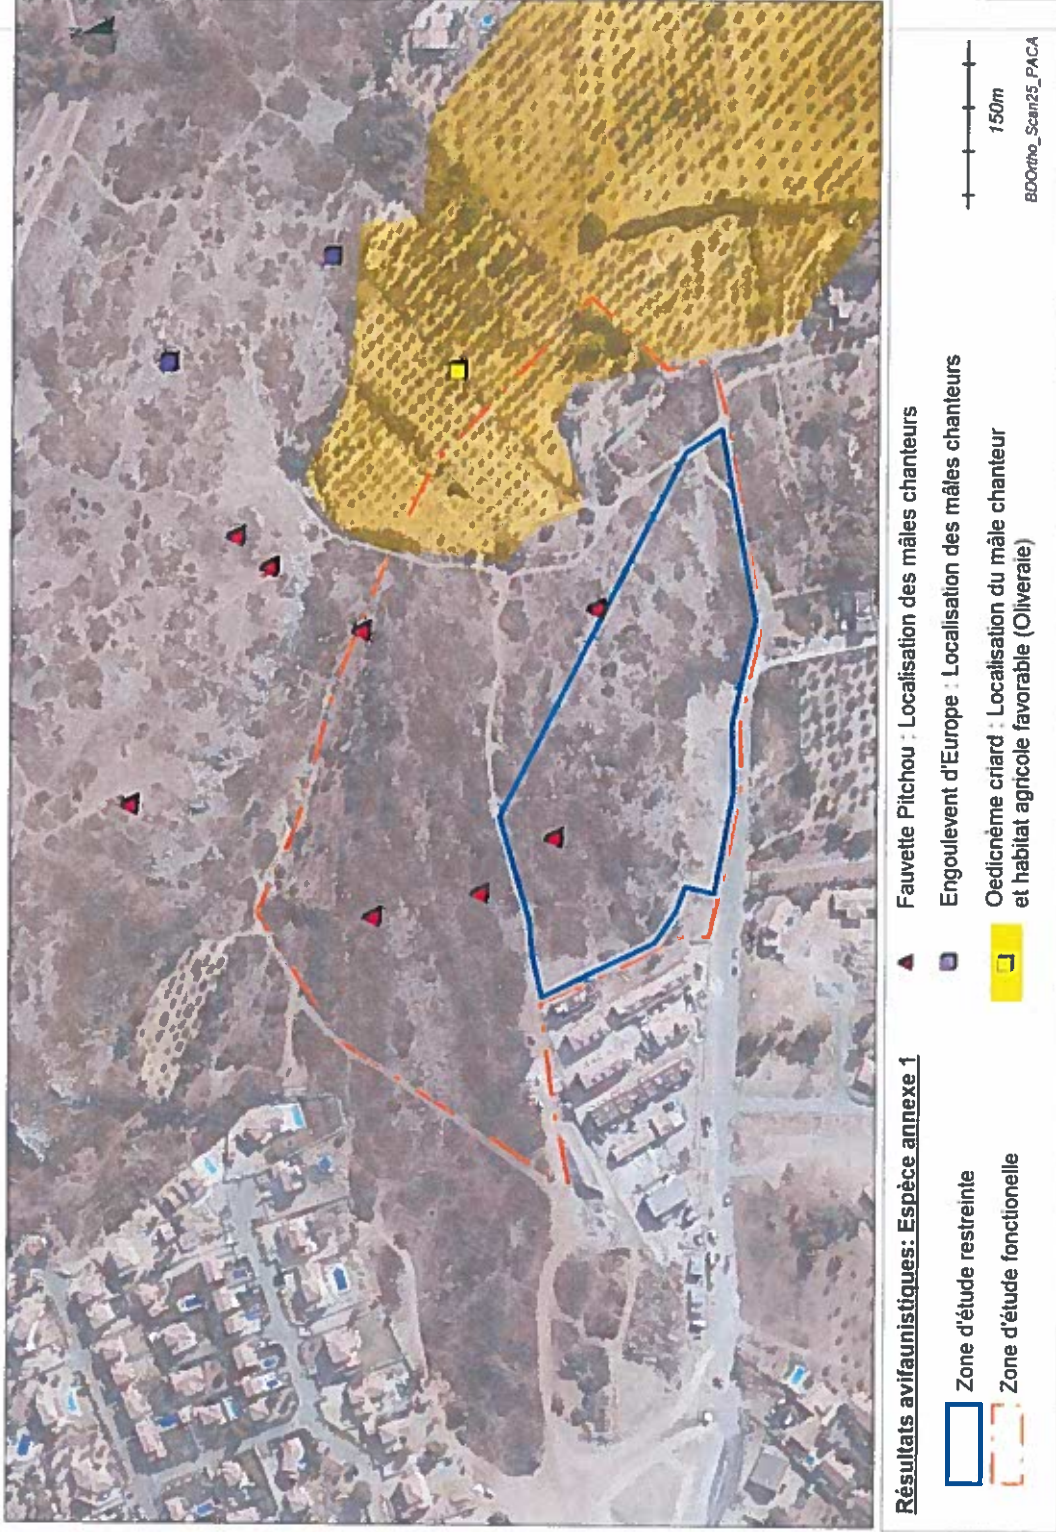 Résultats avifaunistiques: Espèce annexe 1
Zone d'étude restreinte
Zone d'étude fonctionelle
Fauvette Pitchou : Localisation des mâles chanteurs
Engoulevent d'Europe : Localisation des mâles chanteurs
Oedicnème criard : Localisation du mâle chanteur
et habitat agricole favorable (Oliveraie)
150m
BDOrtho_Scan25_PACA